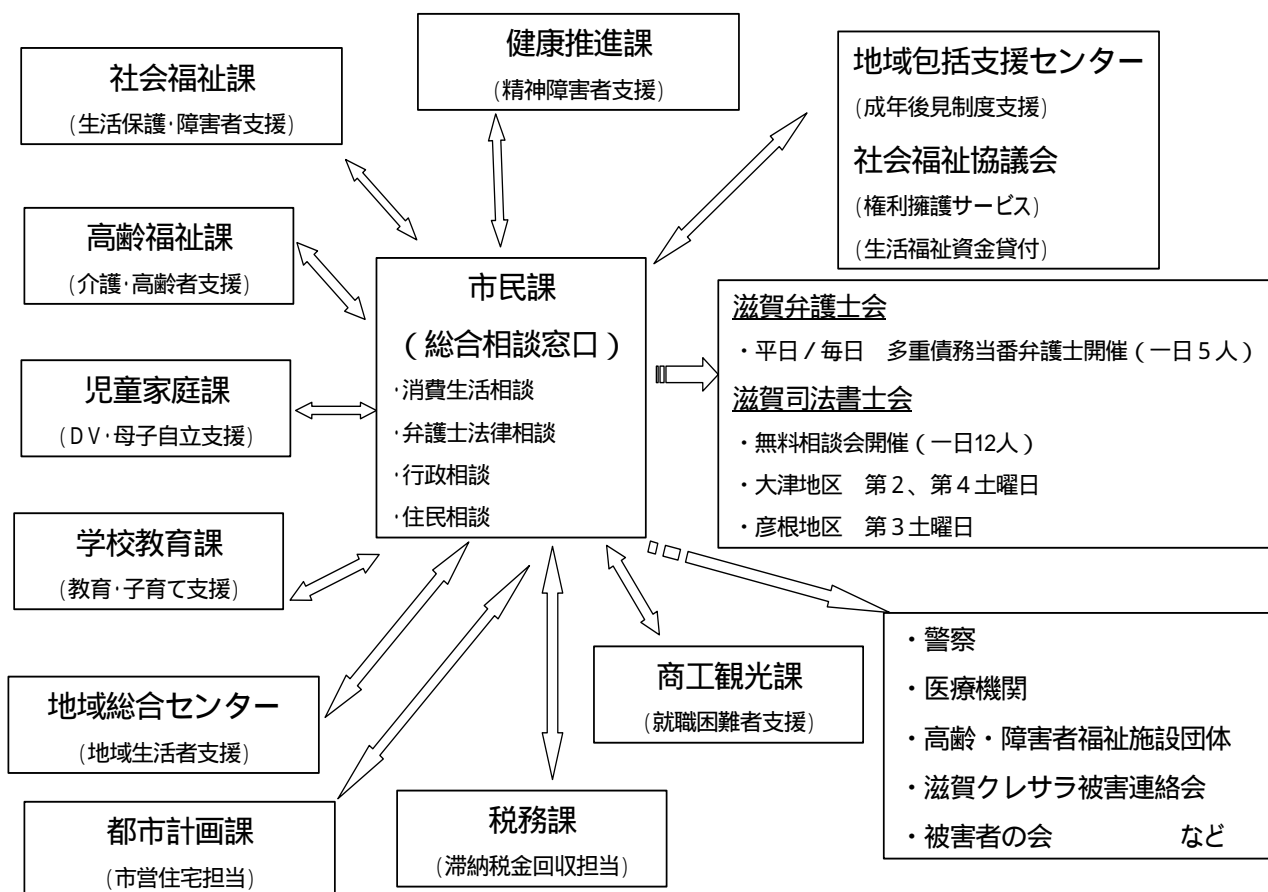 健康推進課
(精神障害者支援)
社会福祉課
(生活保護・障害者支援)
地域包括支援センター
(成年後見制度支援)
社会福祉協議会
(権利擁護サービス)
(生活福祉資金貸付)
高齢福祉課
(介護・高齢者支援)
市民課
(総合相談窓口)
・消費生活相談
・弁護士法律相談
・行政相談
・住民相談
滋賀弁護士会
・平日/毎日 多重債務当番弁護士開催(一日5人)
滋賀司法書士会
・無料相談会開催(一日12人)
・大津地区 第2、第4土曜日
・彦根地区 第3土曜日
児童家庭課
(DV・母子自立支援)
学校教育課
(教育・子育て支援)
地域総合センター
(地域生活者支援)
都市計画課
(市営住宅担当)
税務課
(滞納税金回収担当)
商工観光課
(就職困難者支援)
・警察
・医療機関
・高齢・障害者福祉施設団体
・滋賀クレサラ被害連絡会
・被害者の会 など